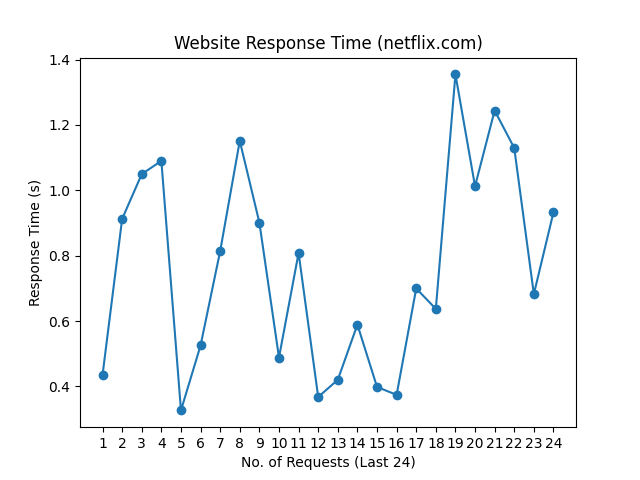 Website Response Time (netflix.com)
Response Time (s)
1.4
1.2
1.0
0.8
0.6
0.4
1 2 3 4 5 6 7 8 9 10 11 12 13 14 15 16 17 18 19 20 21 22 23 24
No. of Requests (Last 24)